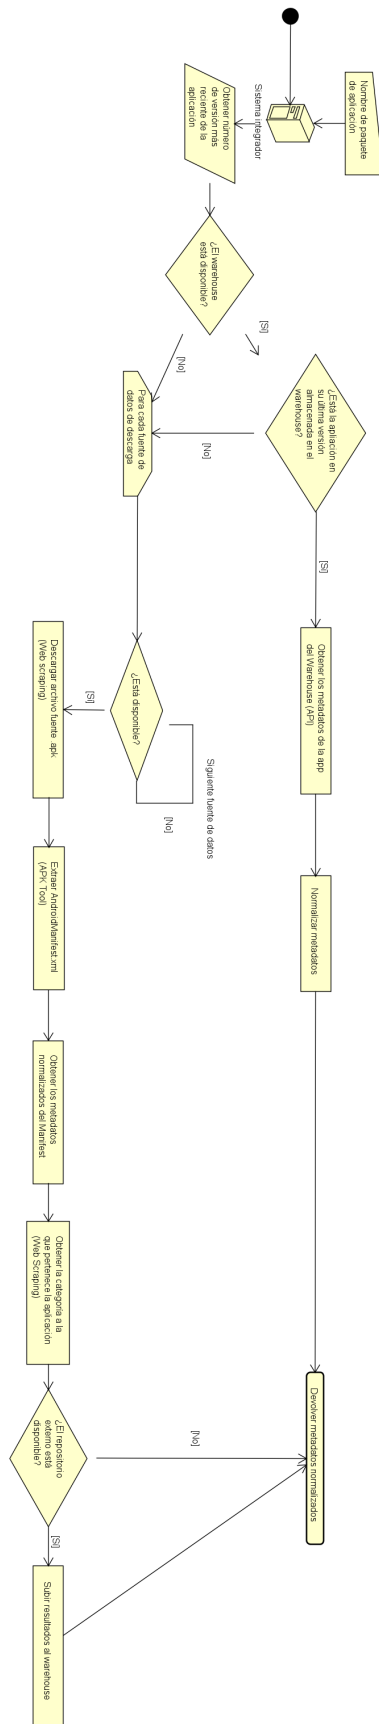 Nombre de paquete
de aplicación
Sistema integrador
Obtener número
de versión más
reciente de la
aplicación
¿El warehouse
está disponible?
[Sí]
[No]
¿Está la apliación en
su última versión
almacenada en el
warehouse?
[No]
[Sí]
Para cada fuente de
datos de descarga
Obtener los metadatos de la app
del Warehouse (API)
Normalizar metadatos
¿Está disponible?
Siguiente fuente de datos
[No]
[Sí]
Descargar archivo fuente .apk
(Web scraping)
Extraer AndroidManifest.xml
(APK Tool)
Obtener los metadatos
normalizados del Manifest
Obtener la categoría a la
que pertenece la aplicación
(Web Scraping)
¿El repositorio
externo está
disponible?
[No]
[Sí]
Subir resultados al warehouse
Devolver metadatos normalizados